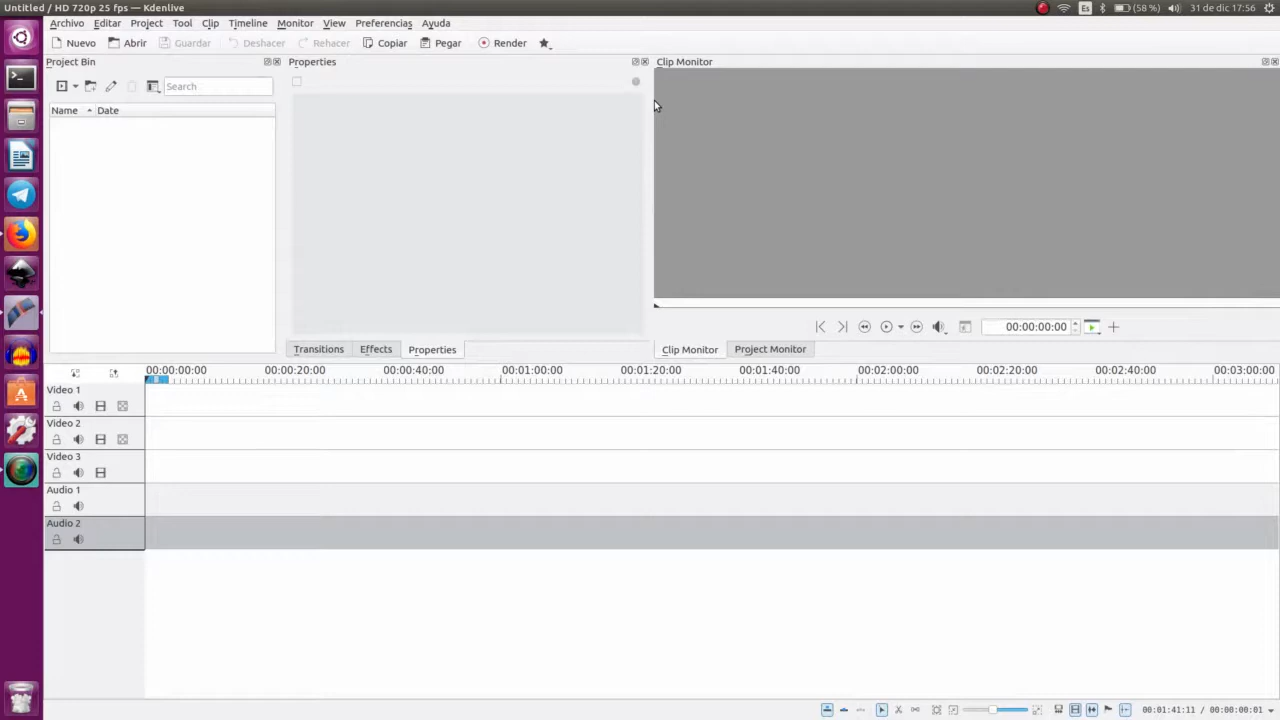 Untitled / HD 720p 25 fps — Kdenlive
Es (58 %) 31 de dic 17:56
Archivo Editar Project Tool Clip Timeline Monitor View Preferencias Ayuda
Nuevo Abrir Guardar Deshacer Rehacer Copiar Pegar Render
Project Bin Properties Clip Monitor
Search
Name Date
00:00:00:00
Transitions Effects Properties Clip Monitor Project Monitor
00:00:00:00 00:00:20:00 00:00:40:00 00:01:00:00 00:01:20:00 00:01:40:00 00:02:00:00 00:02:20:00 00:02:40:00 00:03:00:00
Video 1
Video 2
Video 3
Audio 1
Audio 2
00:01:41:11 / 00:00:00:01